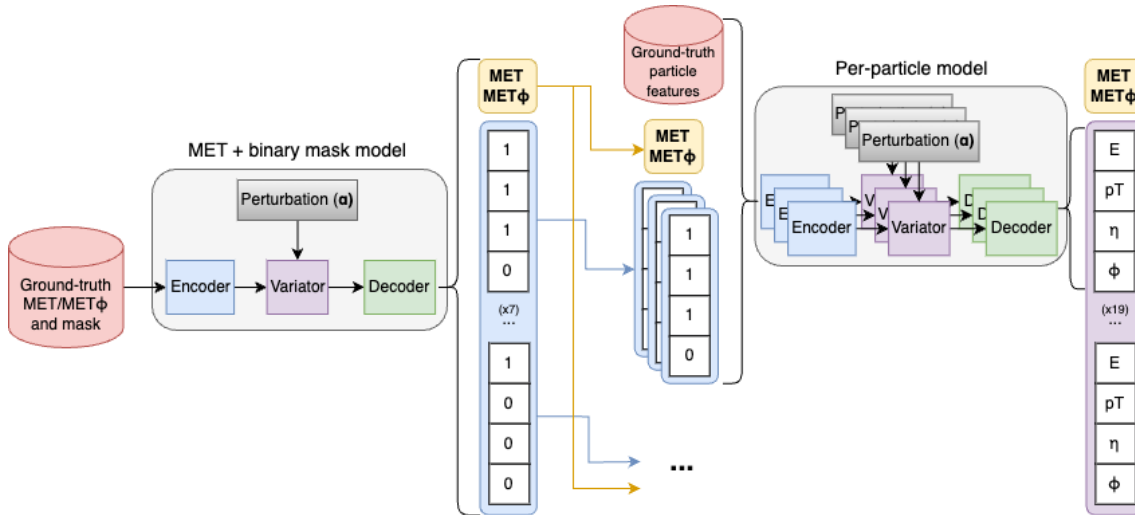 MET + binary mask model
Perturbation (α)
Ground-truth
MET/METϕ
and mask
Encoder
Variator
Decoder
MET
METϕ
1
1
1
0
(x7)
...
1
0
0
0
Ground-truth
particle
features
MET
METϕ
1
1
1
0
...
Per-particle model
P
P
Perturbation (α)
E
E
Encoder
V
V
Variator
D
D
Decoder
MET
METϕ
E
pT
η
ϕ
(x19)
...
E
pT
η
ϕ